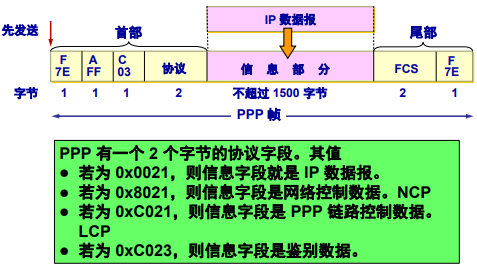 IP 数据报
先发送
首部
尾部
F A C
7E FF 03 协议 信 息 部 分 FCS F 7E
字节 1 1 1 2 不超过 1500 字节 2 1
PPP 帧
PPP 有一个 2 个字节的协议字段。其值
● 若为 0x0021，则信息字段就是 IP 数据报。
● 若为 0x8021，则信息字段是网络控制数据。NCP
● 若为 0xC021，则信息字段是 PPP 链路控制数据。
LCP
● 若为 0xC023，则信息字段是鉴别数据。